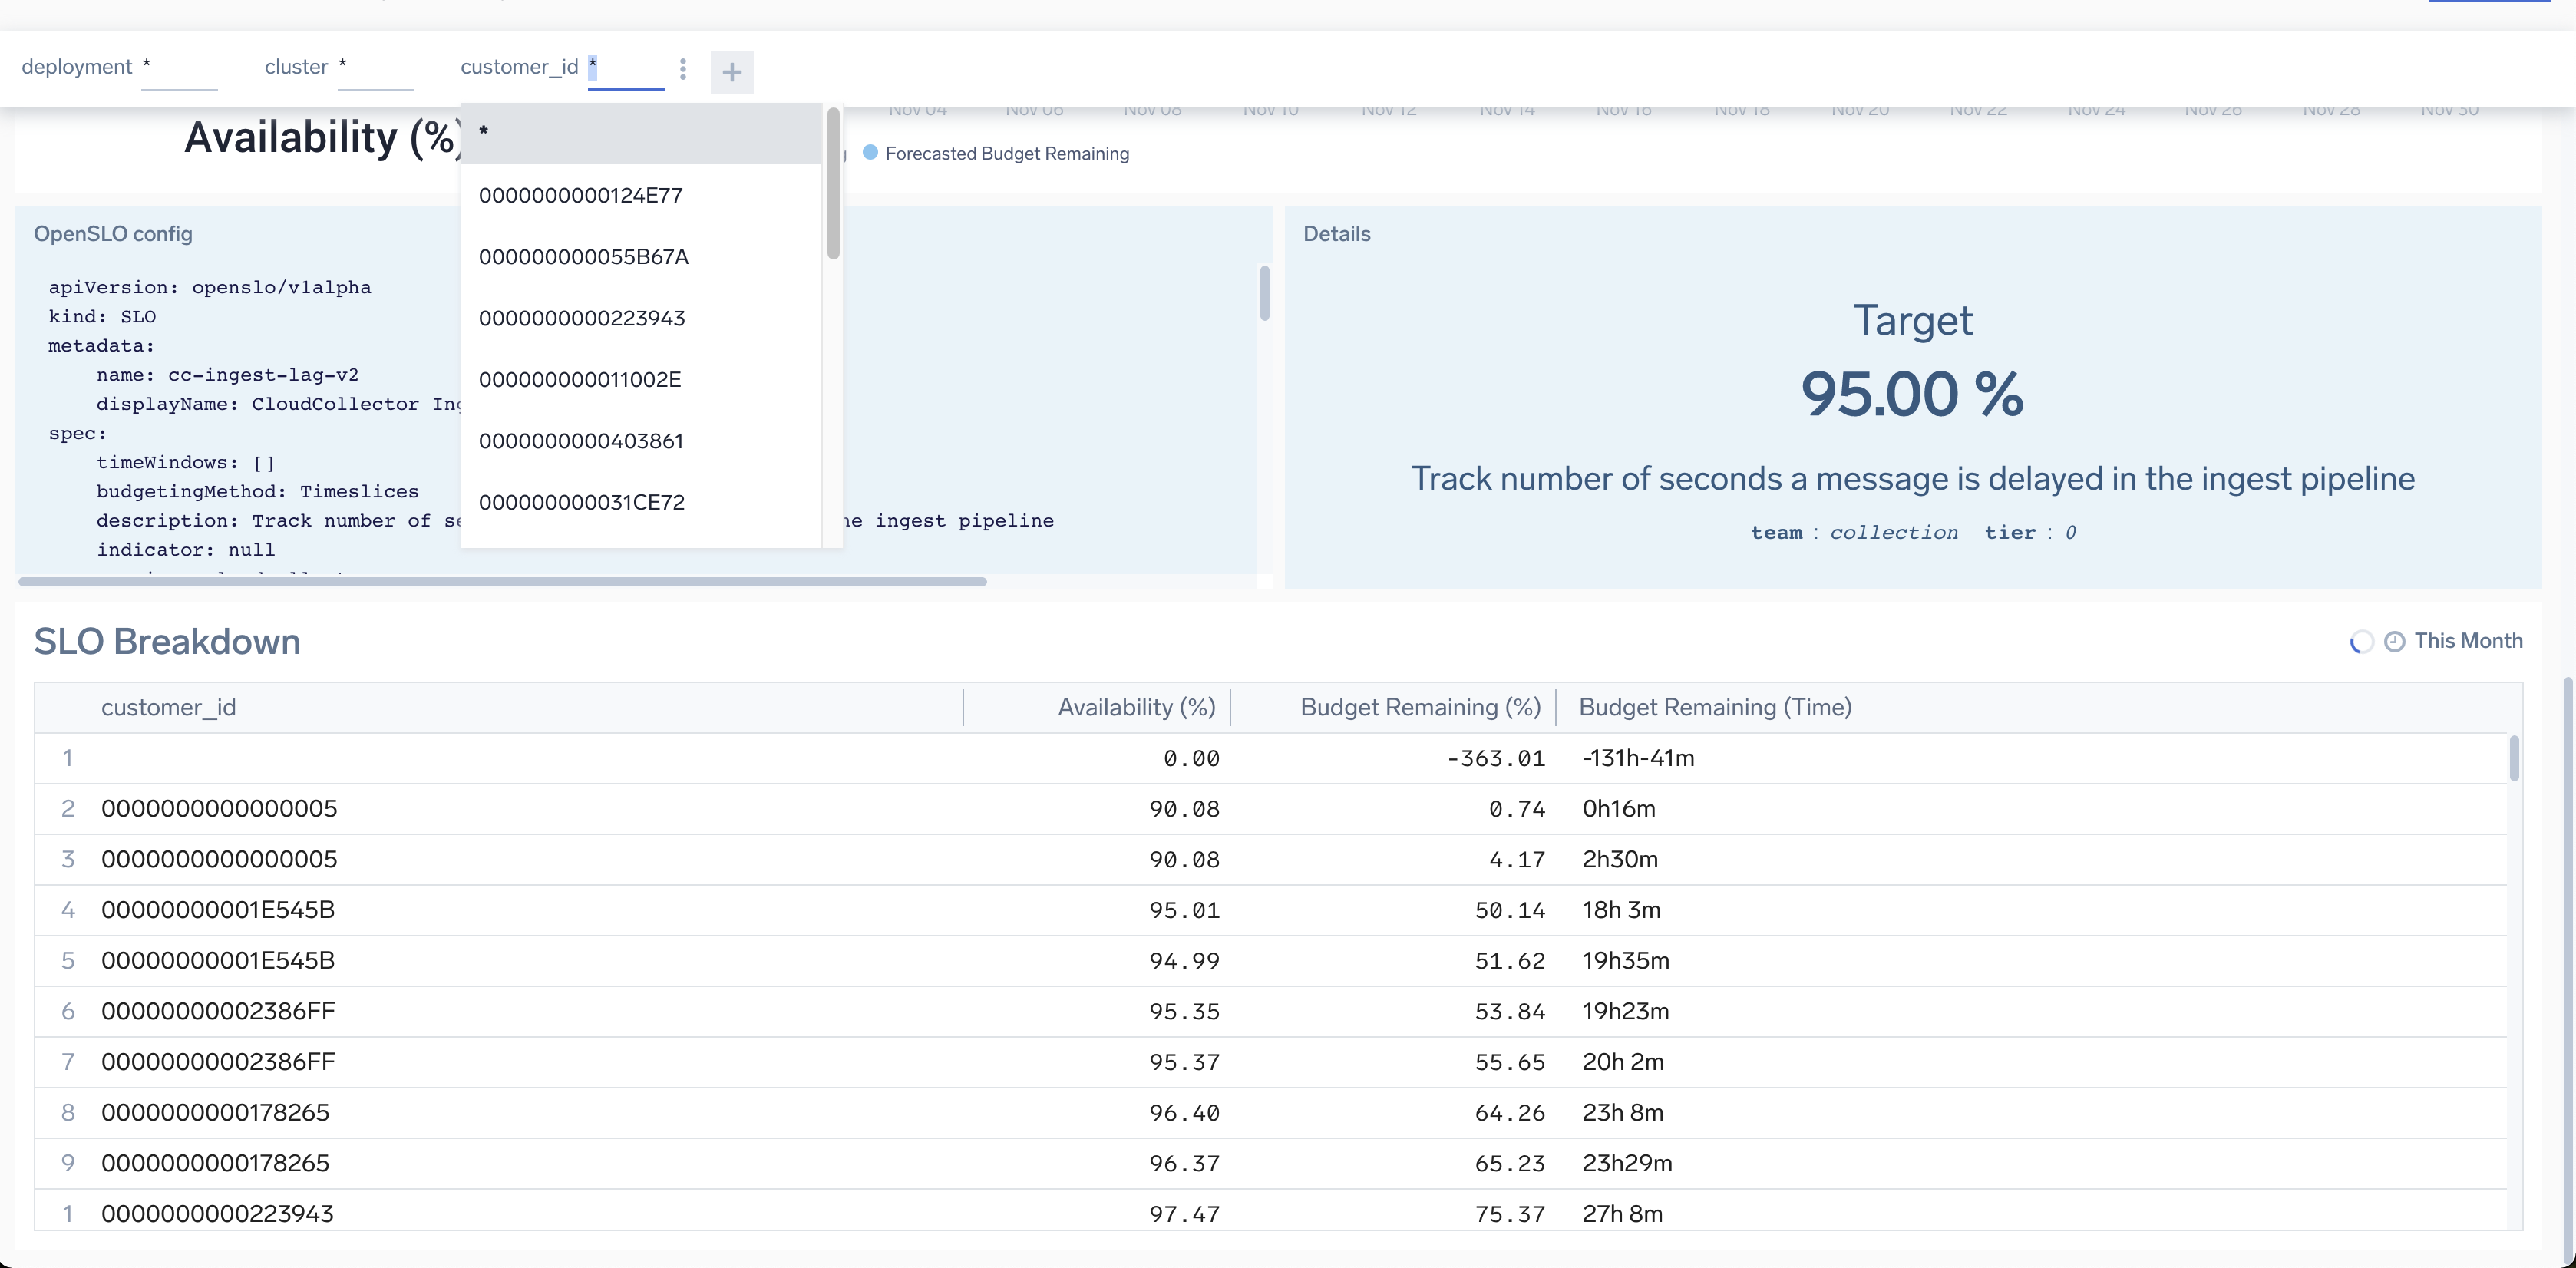 deployment * cluster * customer_id * +
Nov 04 Nov 06 Nov 08 Nov 10 Nov 12 Nov 14 Nov 16 Nov 18 Nov 20 Nov 22 Nov 24 Nov 26 Nov 28 Nov 30
Availability (%)
Forecasted Budget Remaining
*
0000000000124E77
000000000055B67A
0000000000223943
000000000011002E
0000000000403861
000000000031CE72
OpenSLO config
apiVersion: openslo/v1alpha
kind: SLO
metadata:
name: cc-ingest-lag-v2
displayName: CloudCollector
spec:
timeWindows: []
budgetingMethod: Timeslices
description: Track number of
ingest pipeline
indicator: null
Details
Target
95.00 %
Track number of seconds a message is delayed in the ingest pipeline
team : collection tier : 0
SLO Breakdown
This Month
customer_id Availability (%) Budget Remaining (%) Budget Remaining (Time)
1 0.00 -363.01 -131h-41m
2 0000000000000005 90.08 0.74 0h16m
3 0000000000000005 90.08 4.17 2h30m
4 00000000001E545B 95.01 50.14 18h 3m
5 00000000001E545B 94.99 51.62 19h35m
6 00000000002386FF 95.35 53.84 19h23m
7 00000000002386FF 95.37 55.65 20h 2m
8 0000000000178265 96.40 64.26 23h 8m
9 0000000000178265 96.37 65.23 23h29m
1 0000000000223943 97.47 75.37 27h 8m